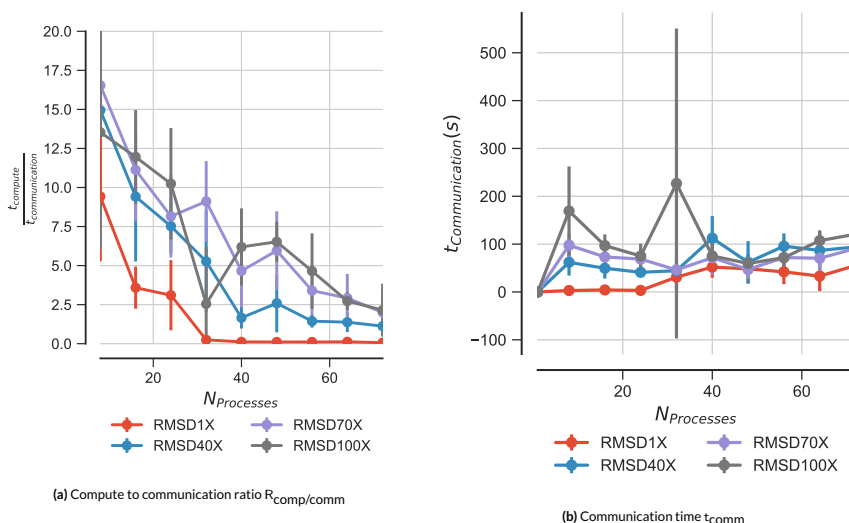 20.0
17.5
15.0
12.5
10.0
7.5
5.0
2.5
0.0
t_compute
t_communication
20 40 60
N_Processes
RMSD1X RMSD70X
RMSD40X RMSD100X
(a) Compute to communication ratio R_comp/comm
500
400
300
200
100
0
−100
t_Communication(s)
20 40 60
N_Processes
RMSD1X RMSD70X
RMSD40X RMSD100X
(b) Communication time t_comm